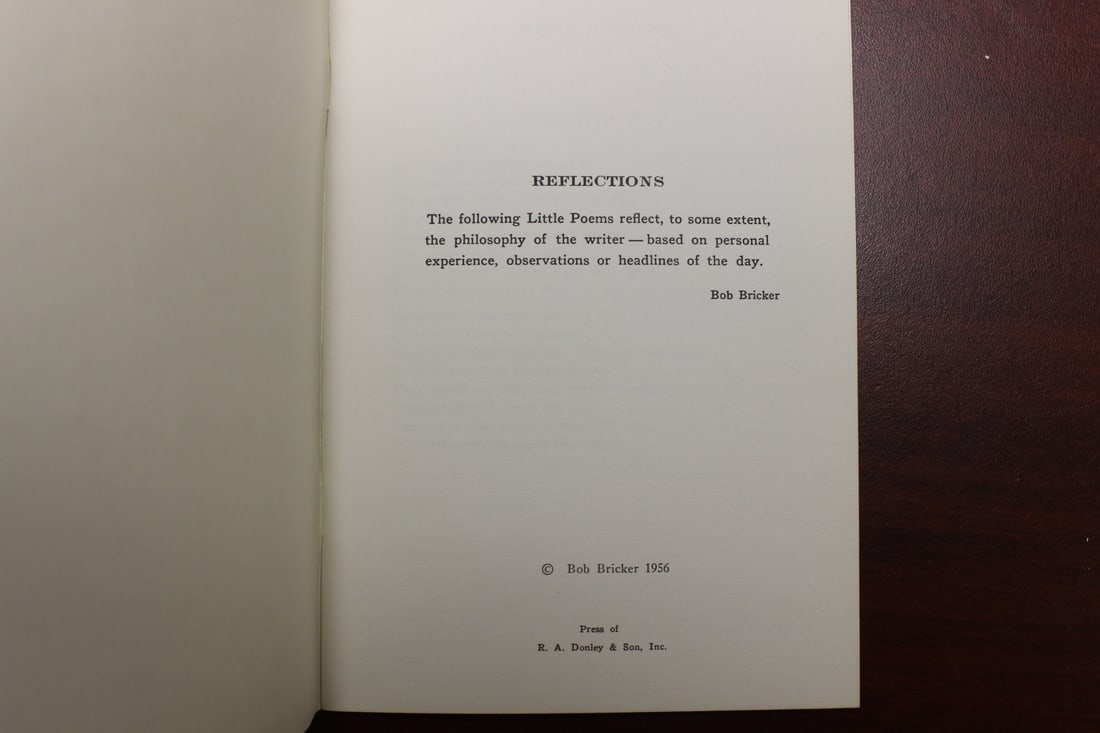 REFLECTIONS
The following Little Poems reflect, to some extent,
the philosophy of the writer — based on personal
experience, observations or headlines of the day.
Bob Bricker
© Bob Bricker 1956
Press of
R. A. Donley & Son, Inc.